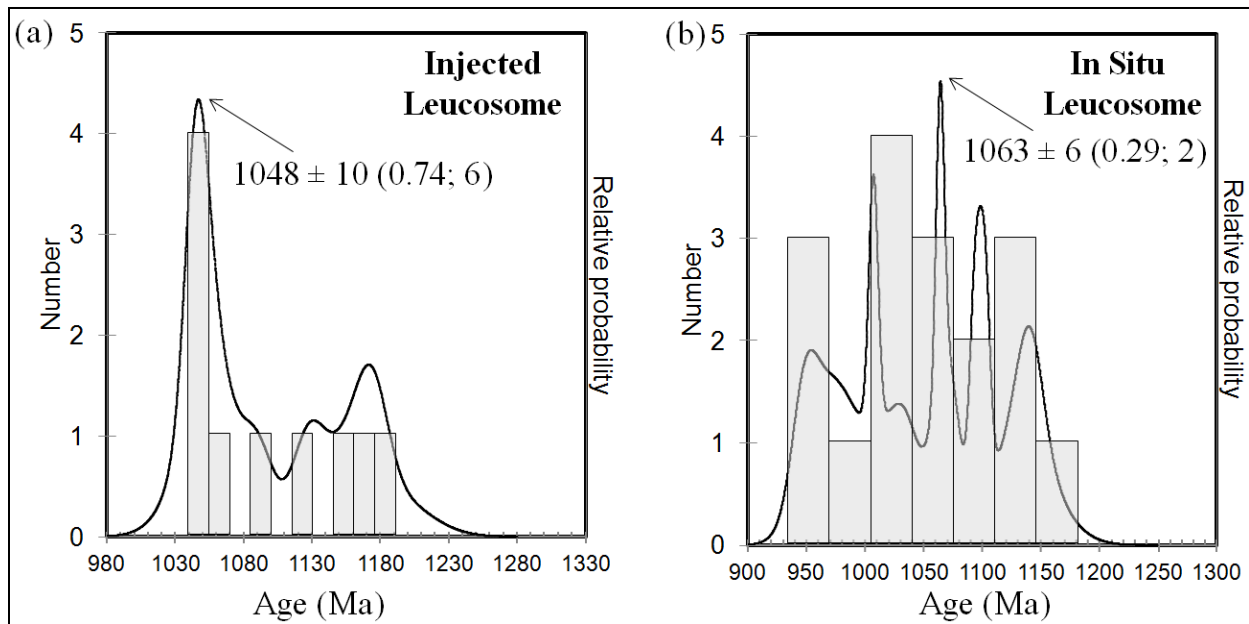 (a)
Injected
Leucosome
1048 ± 10 (0.74; 6)
Number
5
4
3
2
1
0
980 1030 1080 1130 1180 1230 1280 1330
Age (Ma)
Relative probability
(b)
In Situ
Leucosome
1063 ± 6 (0.29; 2)
Number
5
4
3
2
1
0
900 950 1000 1050 1100 1150 1200 1250 1300
Age (Ma)
Relative probability